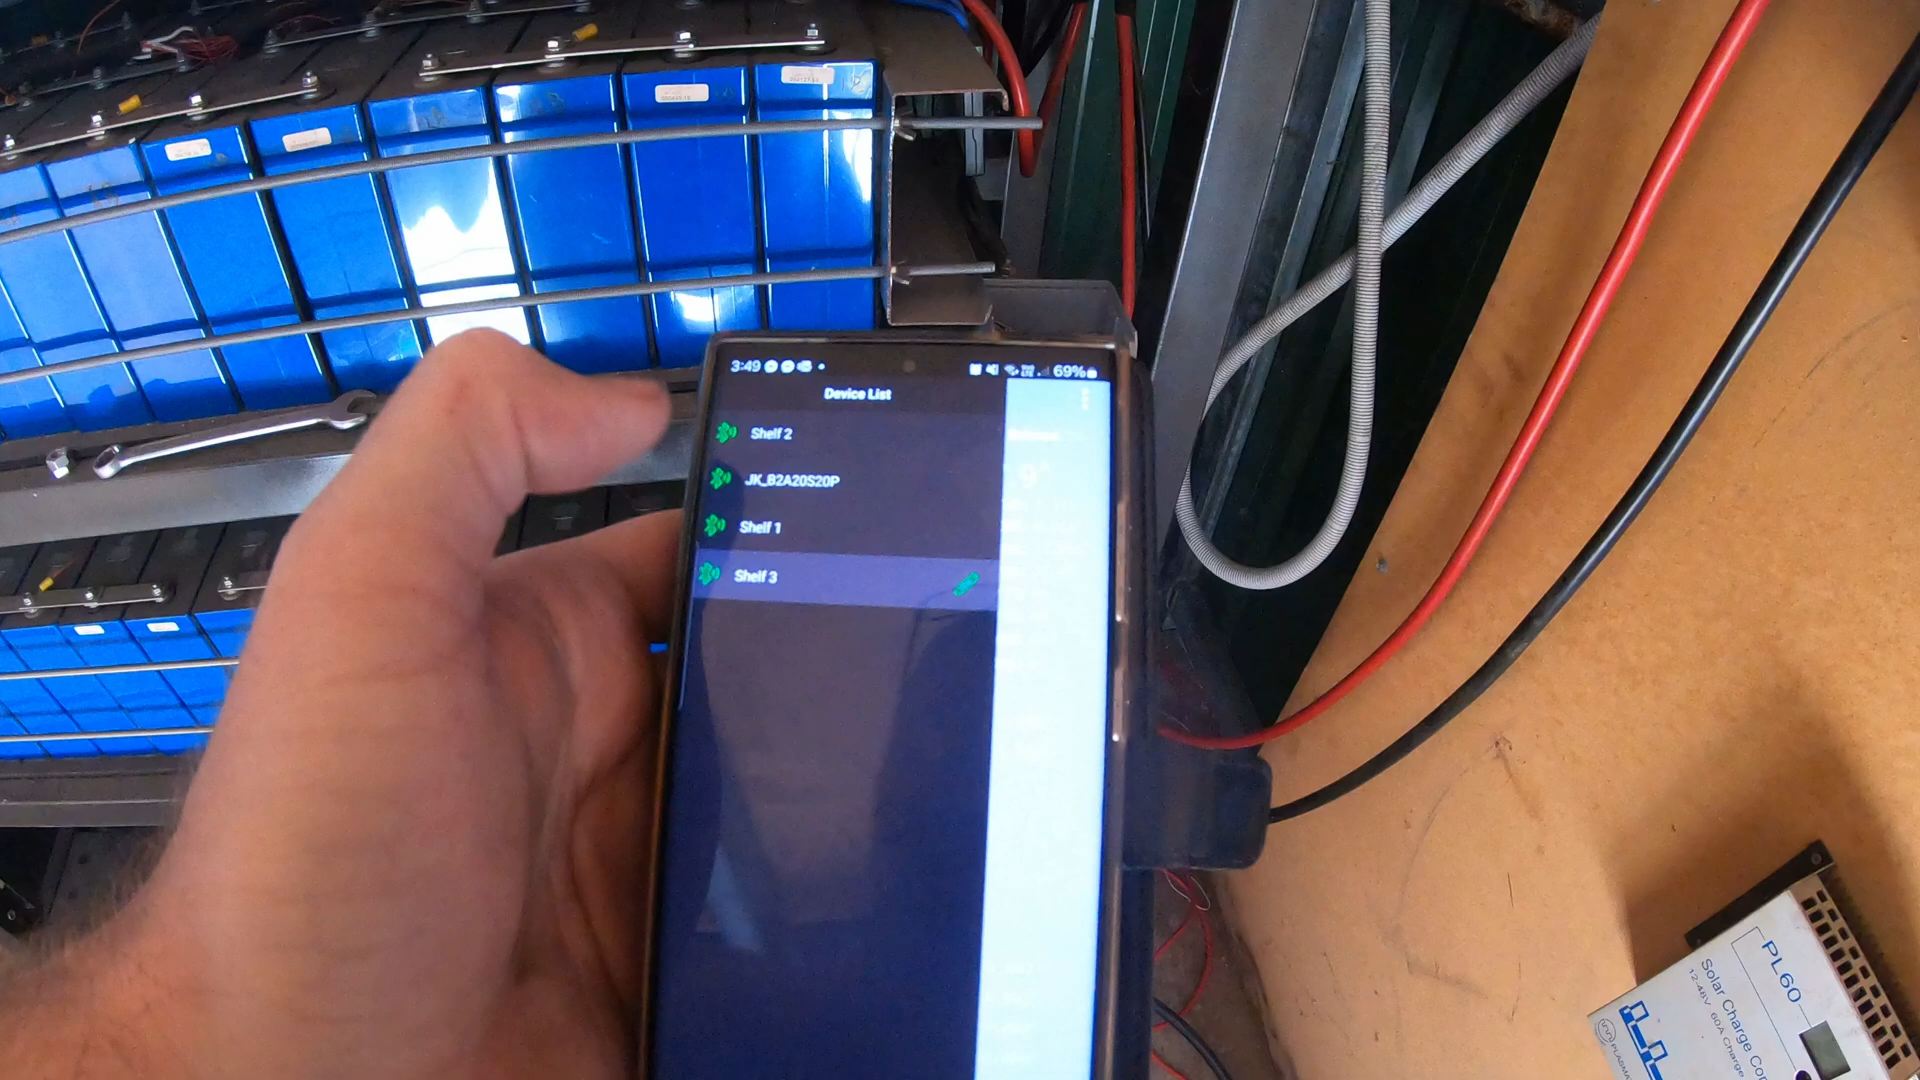 3:49
69%
Device List
Shelf 2
JK_B2A20S20P
Shelf 1
Shelf 3
PL60
Solar Charge Co
12-48V 60A Charge
PLASMA